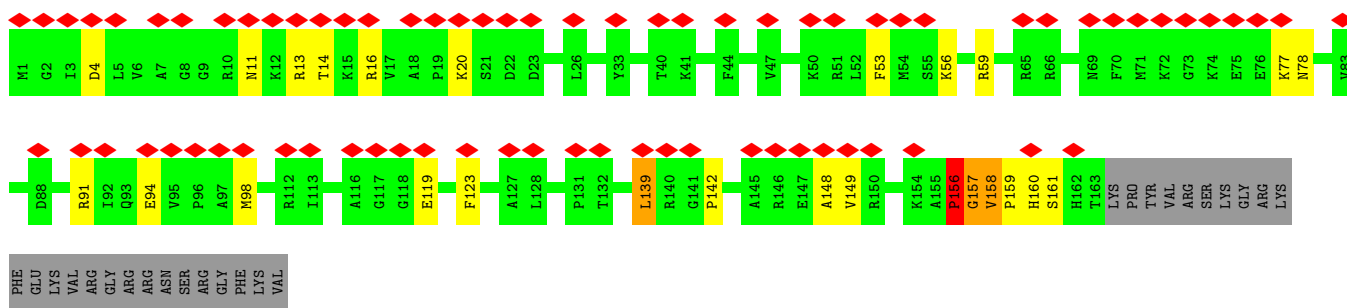 M1 G2 I3 D4 L5 V6 A7 G8 G9 R10 N11 K12 R13 T14 K15 R16 V17 A18 P19 K20 S21 D22 D23 L26 Y33 T40 K41 F44 V47 K50 R51 L52 F53 M54 S55 K56 R59 R65 R66 N69 F70 M71 K72 G73 K74 E75 E76 K77 N78 V83
D88 R91 I92 Q93 E94 V95 P96 A97 M98 R112 I113 A116 G117 G118 E119 F123 A127 L128 P131 T132 L139 R140 G141 P142 A145 R146 E147 A148 V149 R150 K154 A155 P156 G157 V158 P159 H160 S161 H162 T163 LYS PRO TYR VAL ARG SER LYS GLY ARG LYS
PHE GLU LYS VAL ARG GLY ARG ARG ASN SER ARG GLY PHE LYS VAL